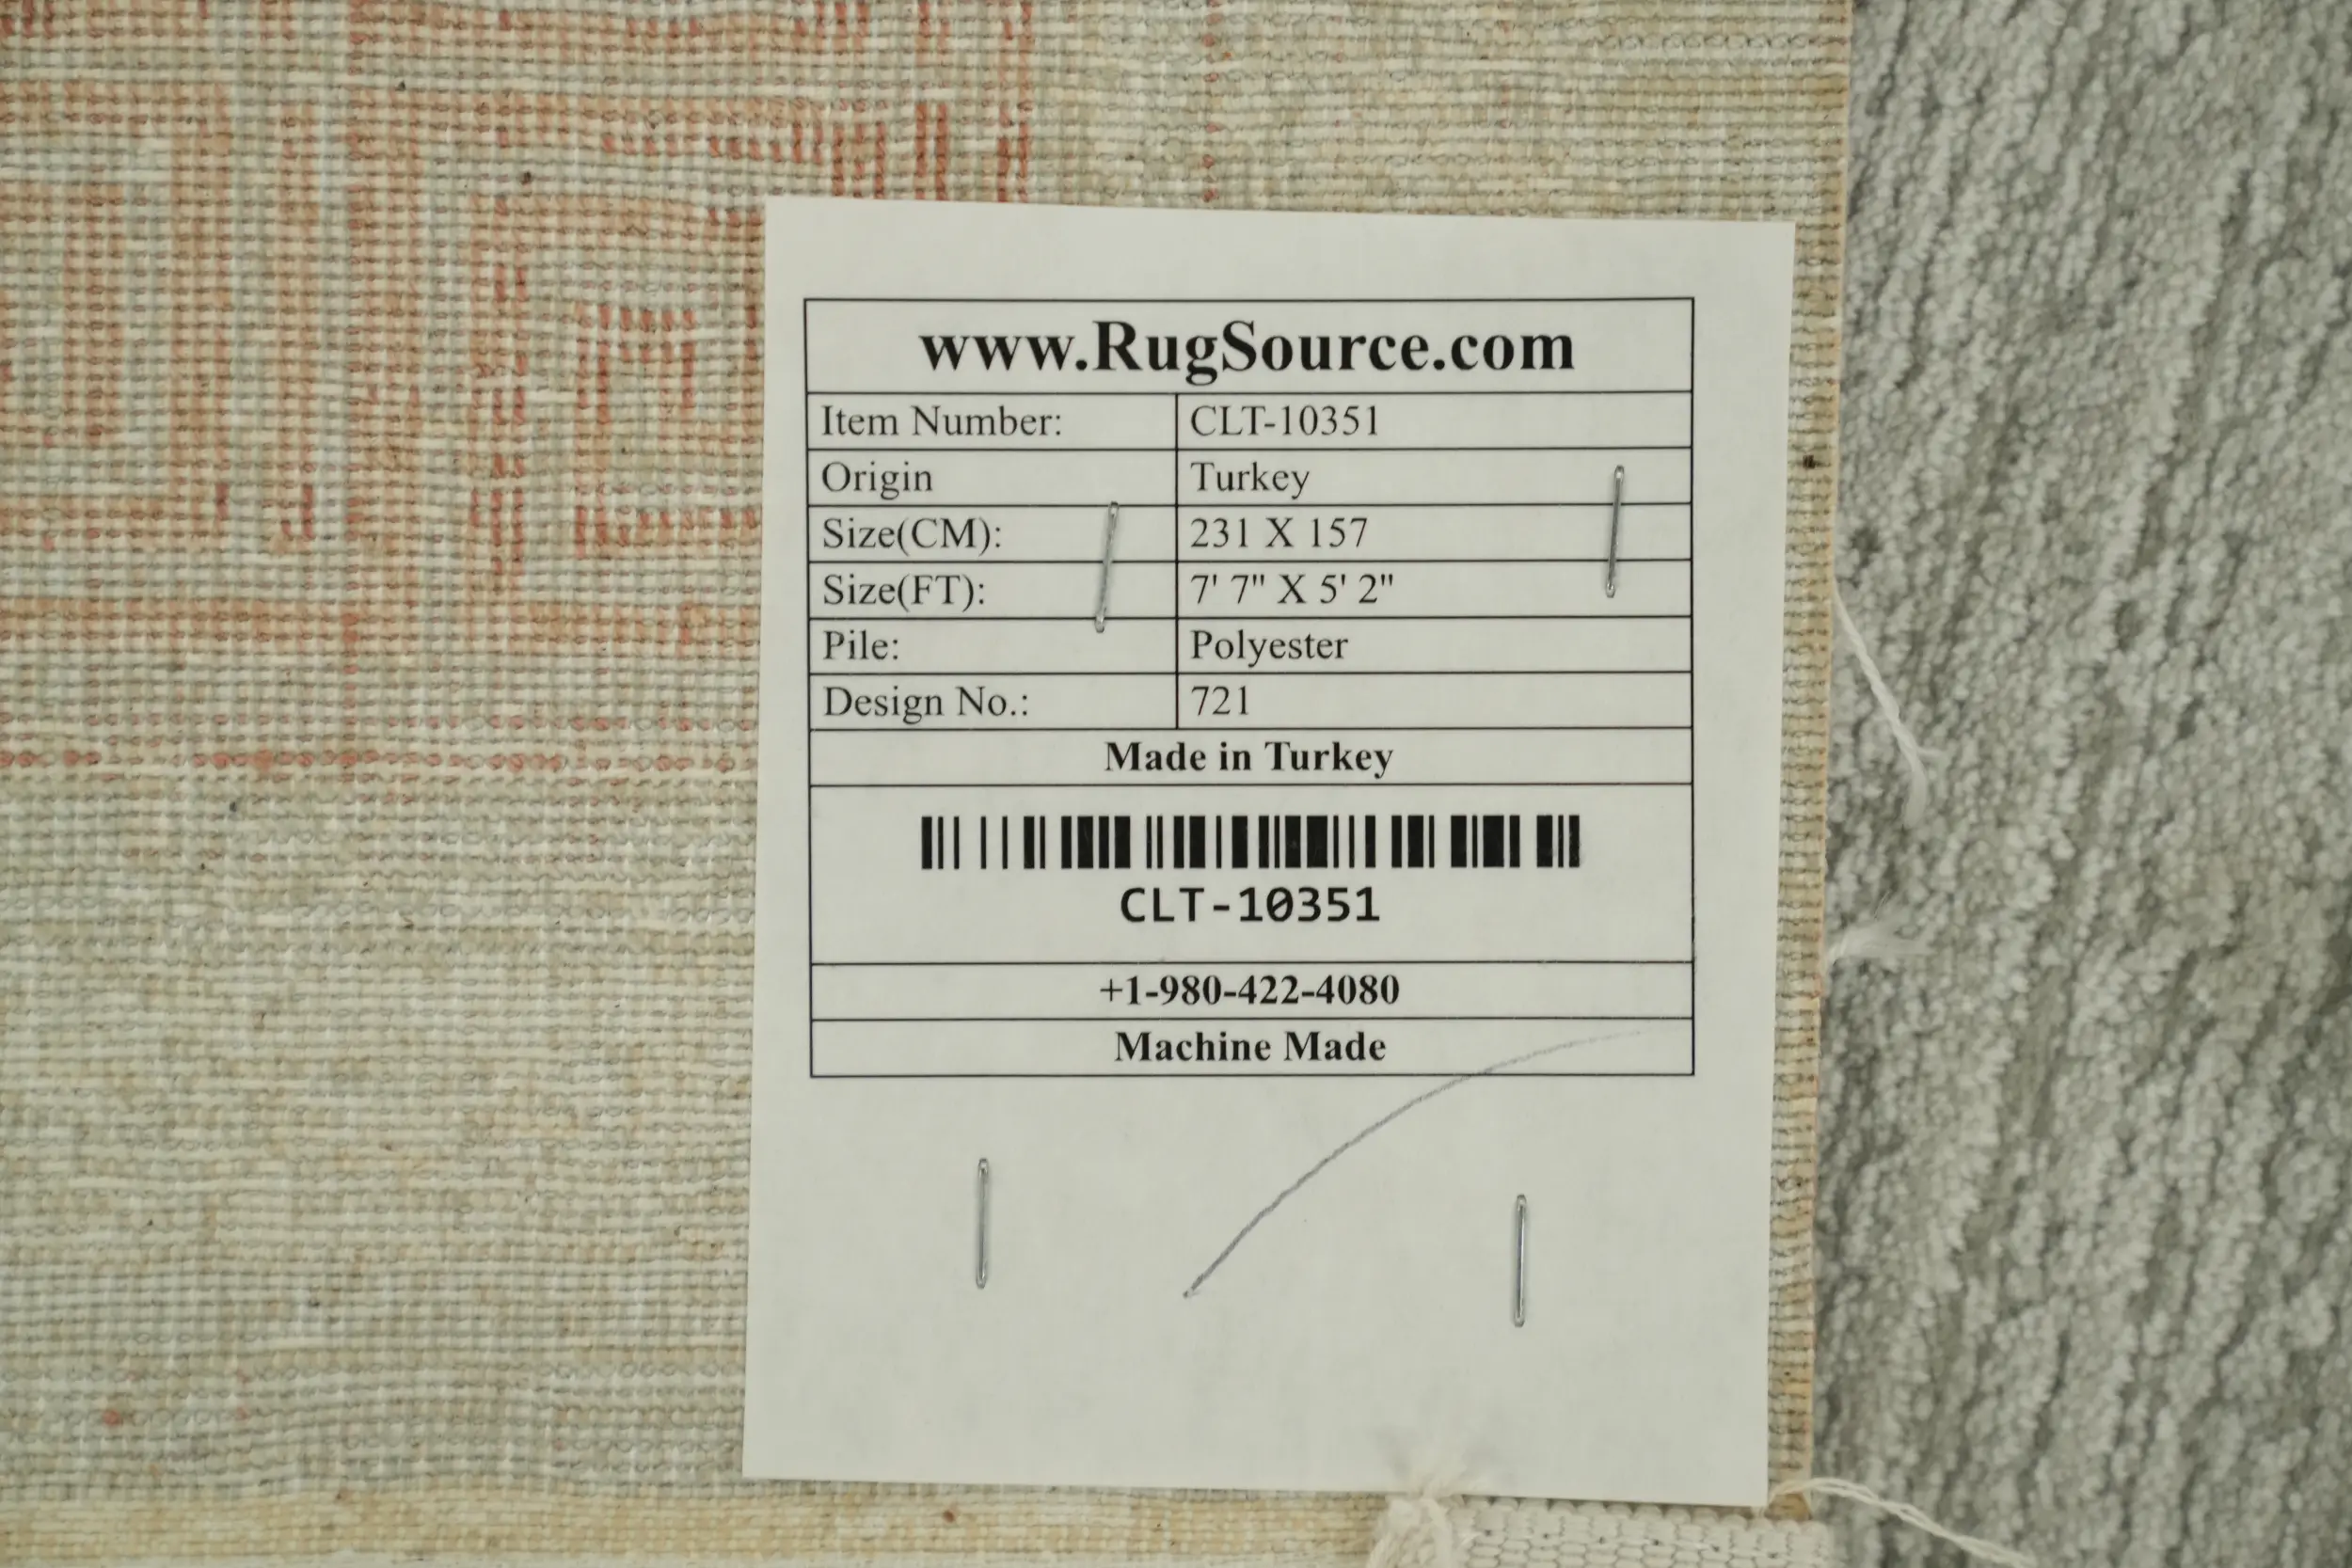 www.RugSource.com
Item Number: CLT-10351
Origin Turkey
Size(CM): 231 X 157
Size(FT): 7' 7" X 5' 2"
Pile: Polyester
Design No.: 721
Made in Turkey
CLT-10351
+1-980-422-4080
Machine Made